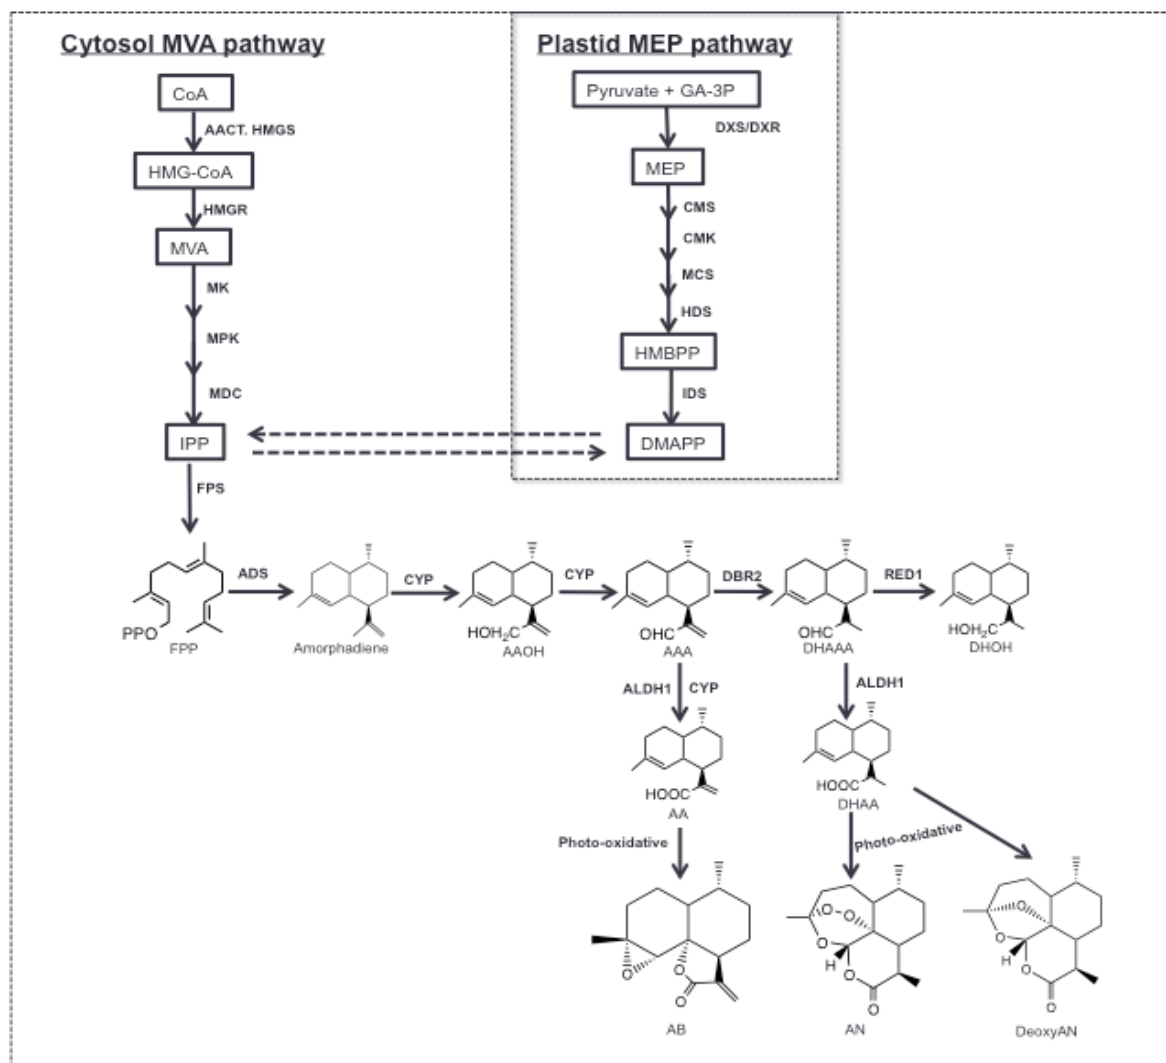 Cytosol MVA pathway
Plastid MEP pathway
CoA
Pyruvate + GA-3P
AACT. HMGS
DXS/DXR
HMG-CoA
MEP
HMGR
CMS
MVA
CMK
MK
MCS
HDS
MPK
HMBPP
MDC
IDS
IPP
DMAPP
FPS
ADS
CYP
CYP
DBR2
RED1
PPO
HOH₂C
OHC
OHC
HOH₂C
FPP
Amorphadiene
AAOH
AAA
DHAAA
DHOH
ALDH1
CYP
ALDH1
HOOC
HOOC
AA
DHAA
Photo-oxidative
Photo-oxidative
O
O
O
O
AB
O
O
O
H
O
O
AN
O
O
H
O
O
DeoxyAN